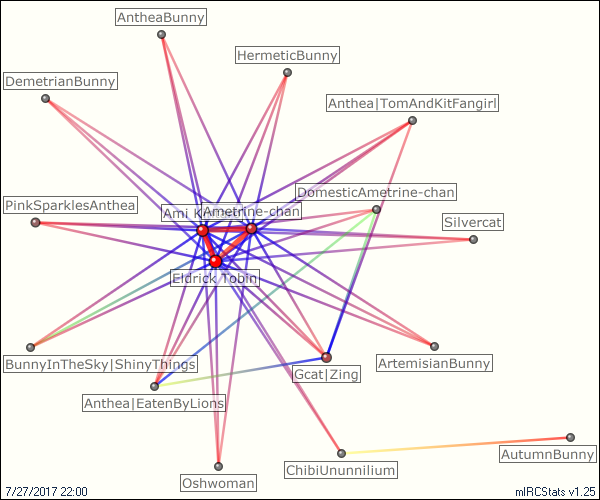 AntheaBunny
HermeticBunny
DemetrianBunny
Anthea|TomAndKitFangirl
DomesticAmetrine-chan
PinkSparklesAnthea
Ami
Ametrine-chan
Silvercat
Eldrick Tobin
BunnyInTheSky|ShinyThings
Gcat|Zing
ArtemisianBunny
Anthea|EatenByLions
AutumnBunny
ChibiUnunnilium
Oshwoman
7/27/2017 22:00
mIRCStats v1.25